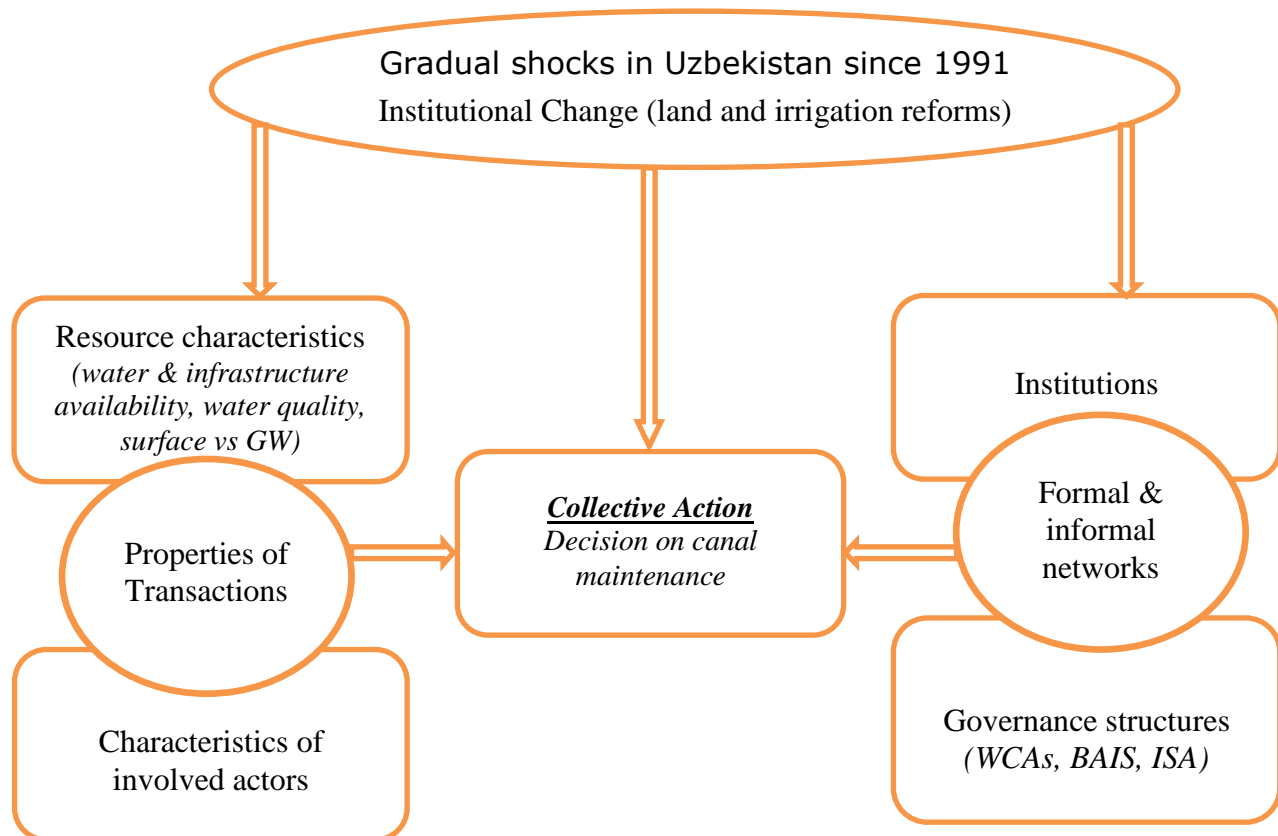 Gradual shocks in Uzbekistan since 1991
Institutional Change (land and irrigation reforms)
Resource characteristics
(water & infrastructure
availability, water quality,
surface vs GW)
Properties of
Transactions
Characteristics of
involved actors
Collective Action
Decision on canal
maintenance
Institutions
Formal &
informal
networks
Governance structures
(WCAs, BAIS, ISA)